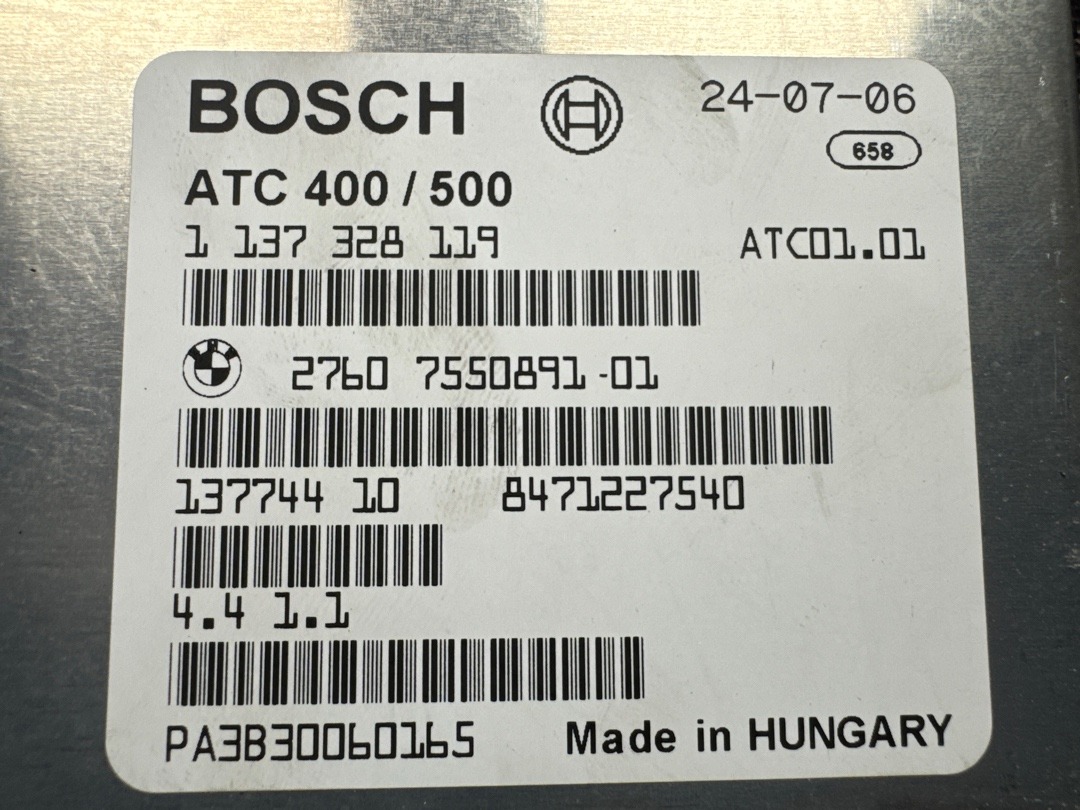 BOSCH 24-07-06
658
ATC 400 / 500
1 137 328 119 ATC01.01
2760 7550891-01
137744 10 8471227540
4.4 1.1
PA3B30060165 Made in HUNGARY